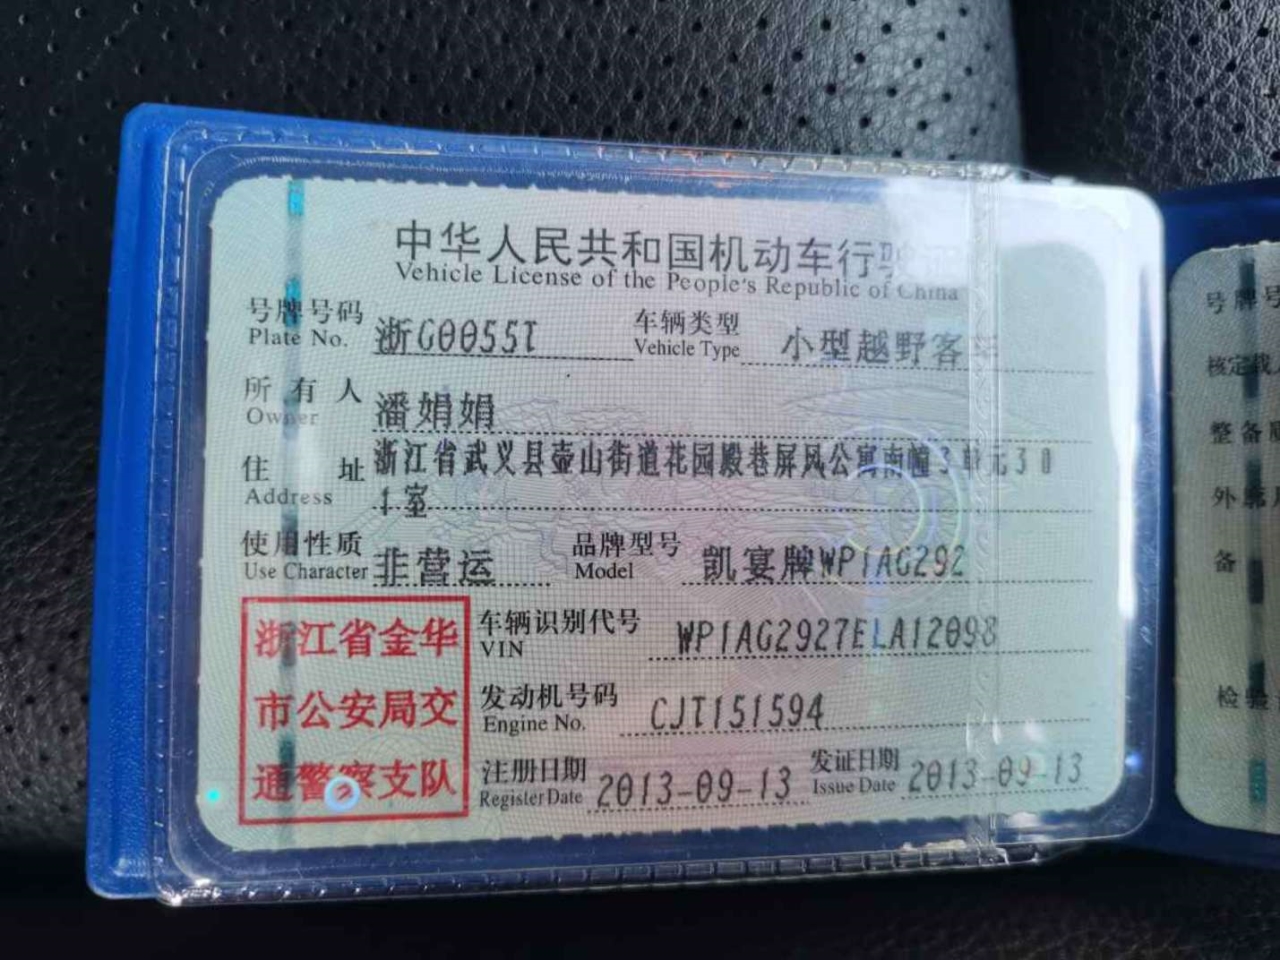 中华人民共和国机动车行驶证
Vehicle License of the People's Republic of China
号牌号码 浙G0055T 车辆类型 小型越野客车
Plate No. Vehicle Type
所有人 潘娟娟
Owner
住址 浙江省武义县壶山街道花园殿巷屏风公寓南幢3单元30
Address 1室
使用性质 非营运 品牌型号 凯宴牌WP1AG292
Use Character Model
浙江省金华
市公安局交
通警察支队
车辆识别代号 WP1AG2927ELA12098
VIN
发动机号码 CJT151594
Engine No.
注册日期 2013-09-13 发证日期 2013-09-13
Register Date Issue Date
号牌号
核定载
整备
外
备
检验